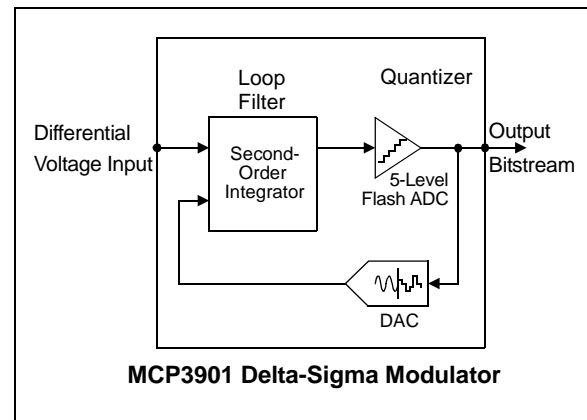 Loop
Filter
Quantizer
Differential
Voltage Input
Second-
Order
Integrator
Output
Bitstream
5-Level
Flash ADC
DAC
MCP3901 Delta-Sigma Modulator